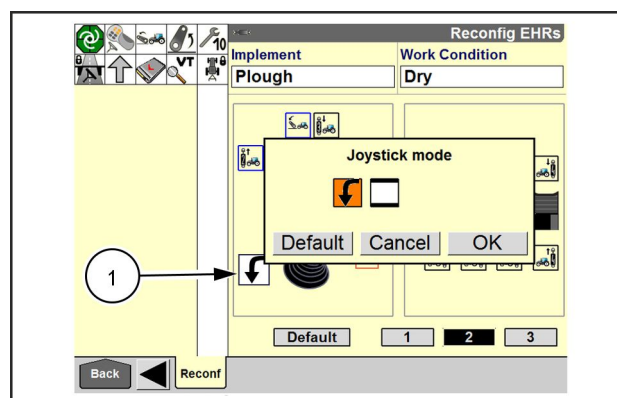 10
Reconfig EHRs
VT
Implement
Work Condition
Plough
Dry
Joystick mode
Default Cancel OK
1
Default 1 2 3
Back Reconf